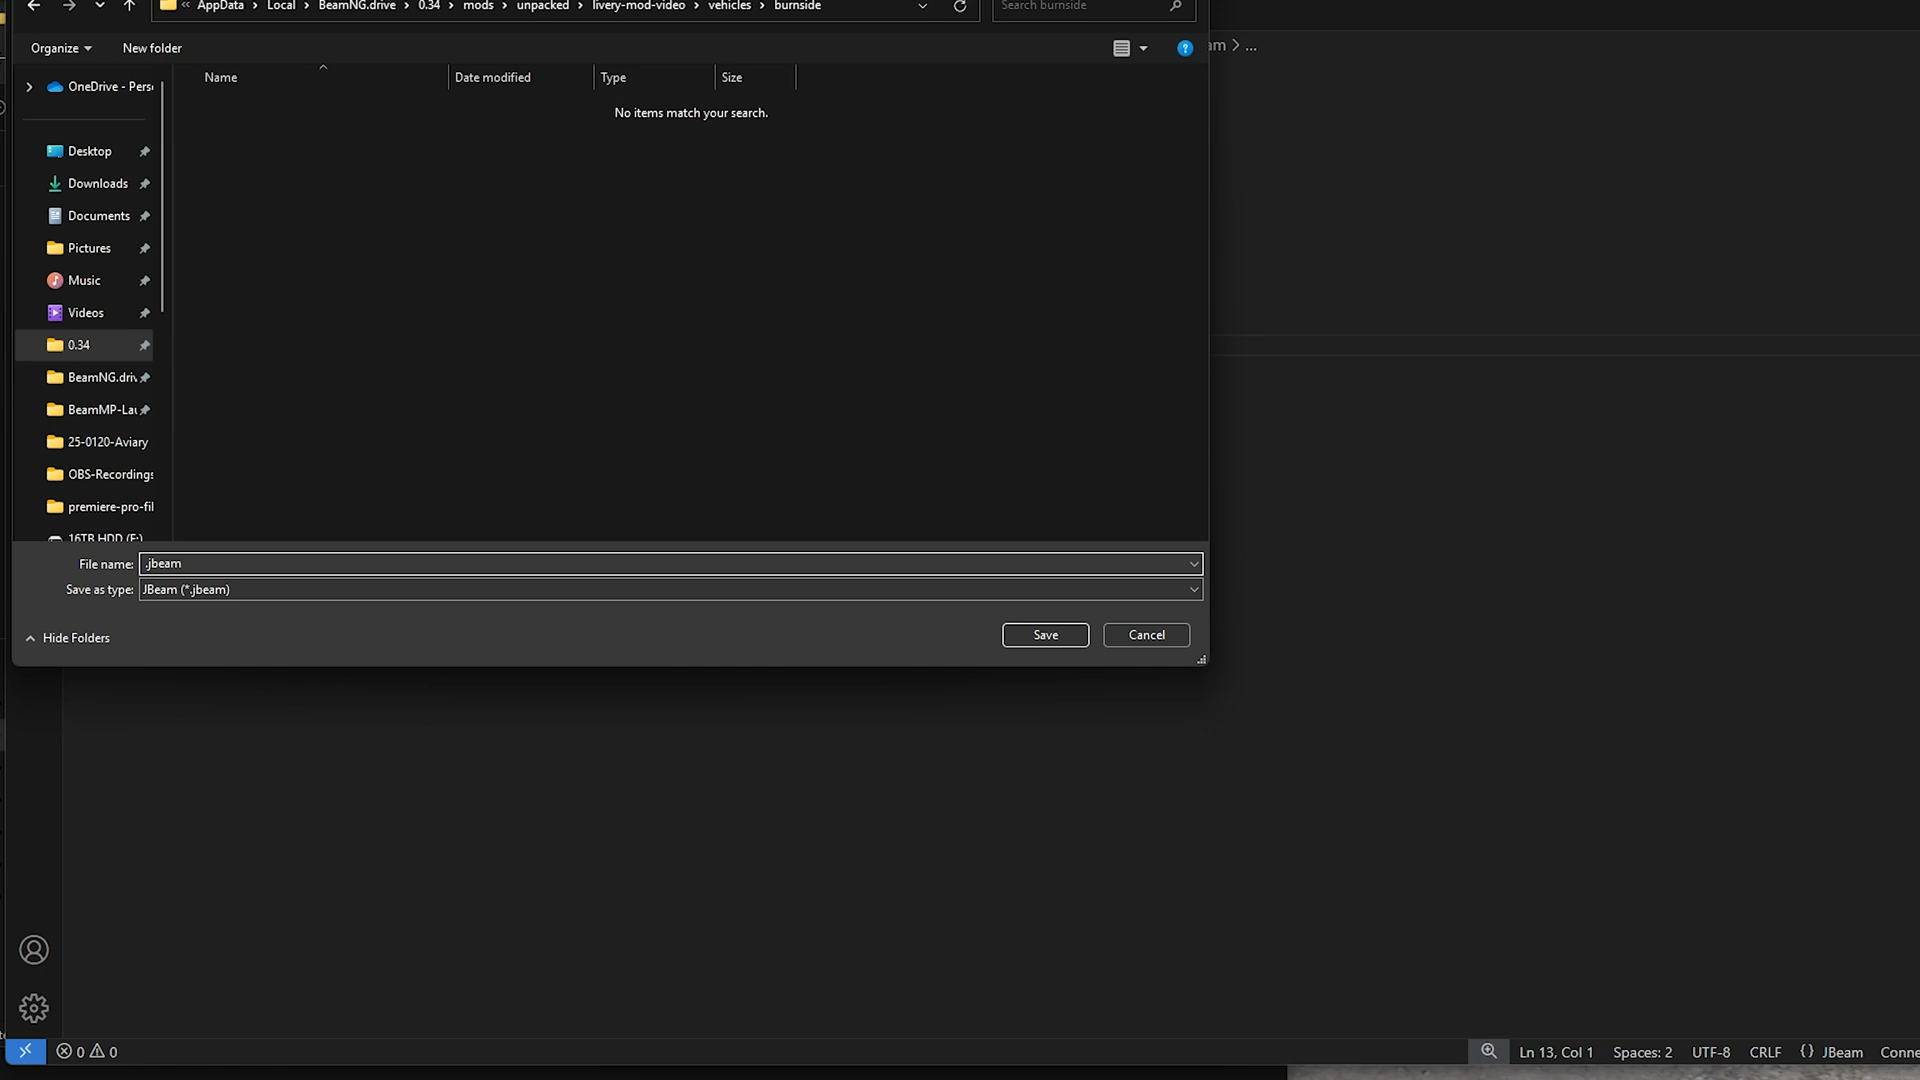 « AppData > Local > BeamNG.drive > 0.34 > mods > unpacked > livery-mod-video > vehicles > burnside
Search burnside
Organize
New folder
?
am > ...
Name
Date modified
Type
Size
OneDrive - Pers
No items match your search.
Desktop
Downloads
Documents
Pictures
Music
Videos
0.34
BeamNG.driv
BeamMP-Lau
25-0120-Aviary
OBS-Recordings
premiere-pro-fil
16TB HDD (F:)
File name: .jbeam
Save as type: JBeam (*.jbeam)
Hide Folders
Save
Cancel
0 0
Ln 13, Col 1
Spaces: 2
UTF-8
CRLF
{} JBeam
Conne